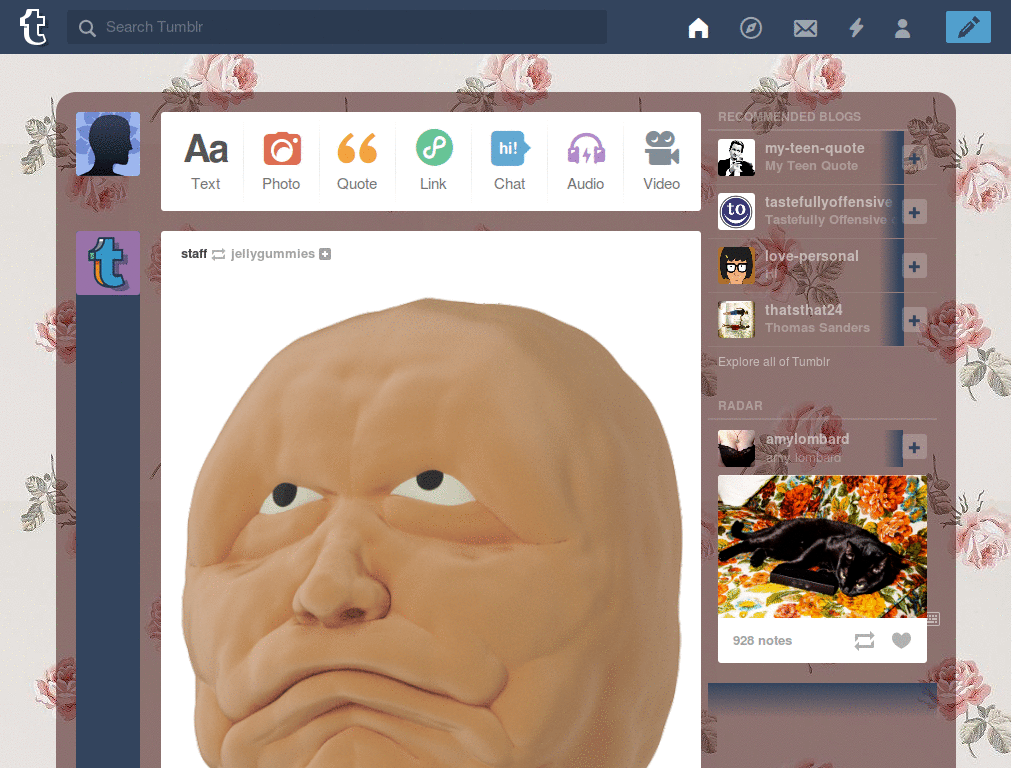 t
Search Tumblr
Aa
hi!
Text
Photo
Quote
Link
Chat
Audio
Video
t
staff jellygummies
RECOMMENDED BLOGS
my-teen-quote
My Teen Quote
to
tastefullyoffensive
Tastefully Offensive
love-personal
Hi
thatsthat24
Thomas Sanders
Explore all of Tumblr
RADAR
amylombard
amy lombard
928 notes